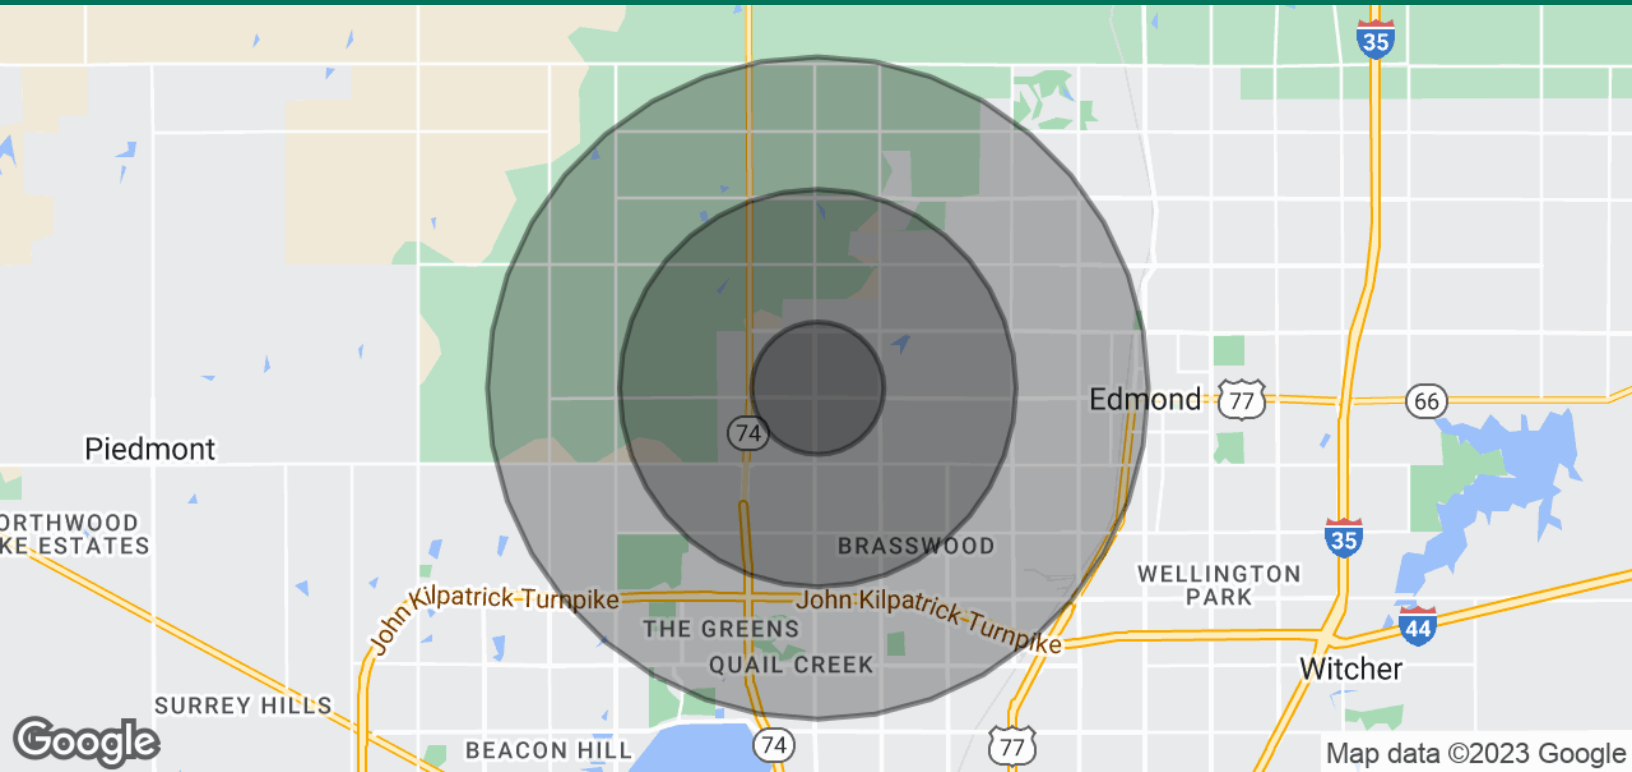 35
Edmond
77
66
74
Piedmont
ORTHWOOD
KE ESTATES
BRASSWOOD
35
WELLINGTON
PARK
John Kilpatrick Turnpike
John Kilpatrick Turnpike
THE GREENS
44
QUAIL CREEK
Witcher
SURREY HILLS
Google
BEACON HILL
74
77
Map data ©2023 Google